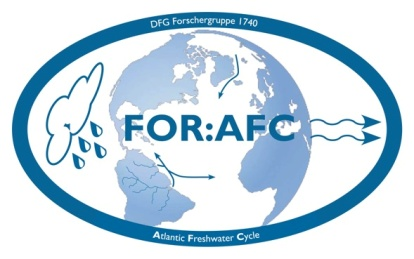 DFG Forschergruppe 1740
FOR:AFC
Atlantic Freshwater Cycle